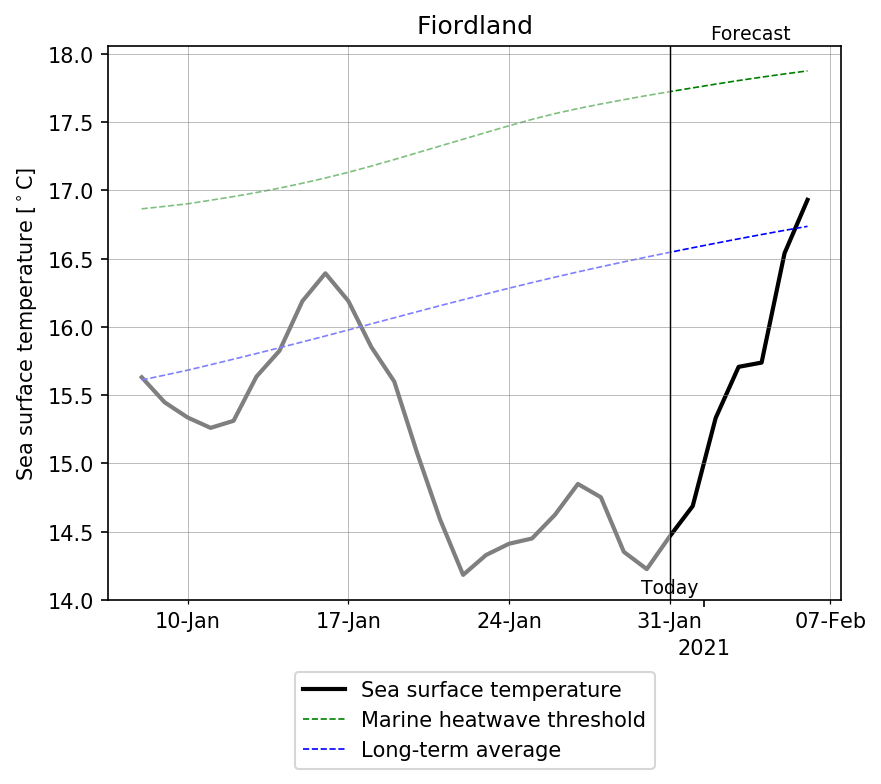 Fiordland
Forecast
Sea surface temperature [°C]
18.0
17.5
17.0
16.5
16.0
15.5
15.0
14.5
14.0
Today
10-Jan
17-Jan
24-Jan
31-Jan
07-Feb
2021
Sea surface temperature
Marine heatwave threshold
Long-term average